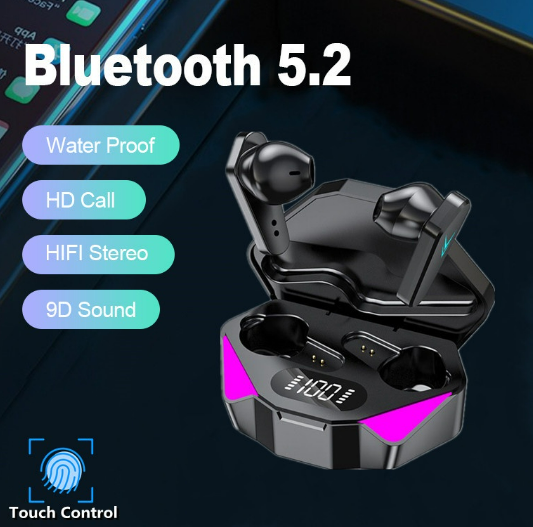 Bluetooth 5.2
Water Proof
HD Call
HIFI Stereo
9D Sound
100
Touch Control